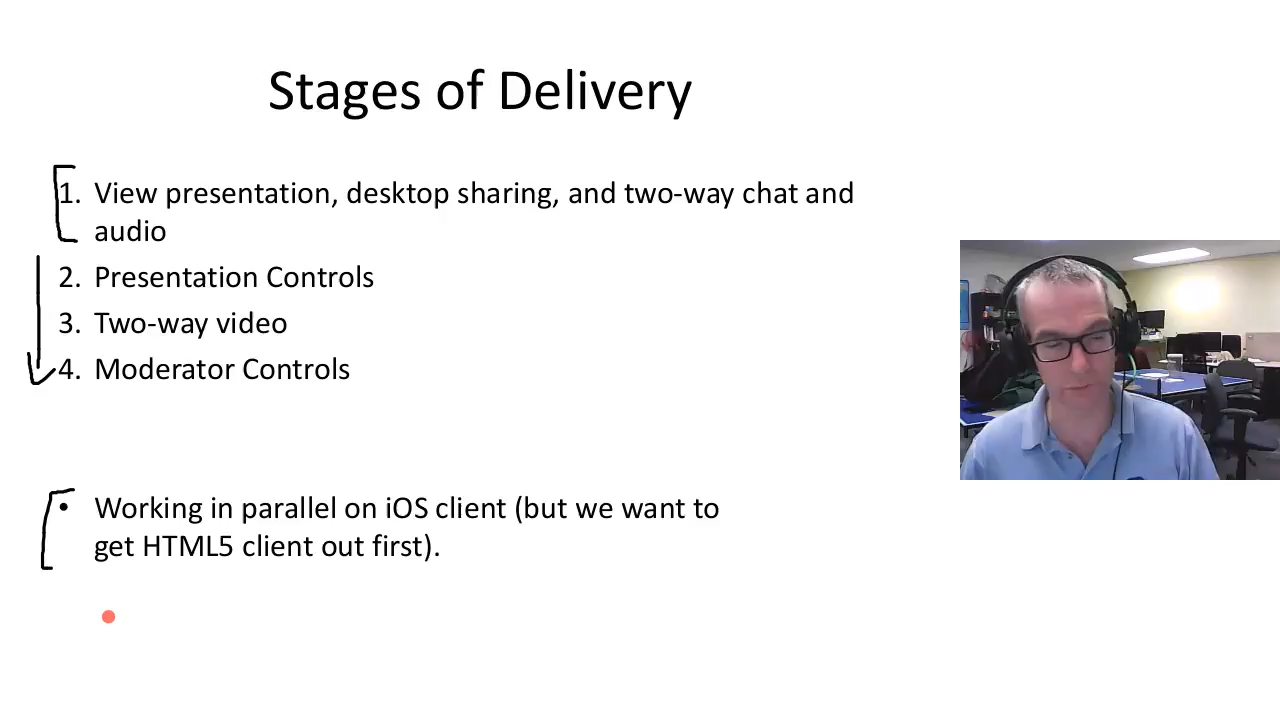 Stages of Delivery
1. View presentation, desktop sharing, and two-way chat and
audio
2. Presentation Controls
3. Two-way video
4. Moderator Controls
• Working in parallel on iOS client (but we want to
get HTML5 client out first).